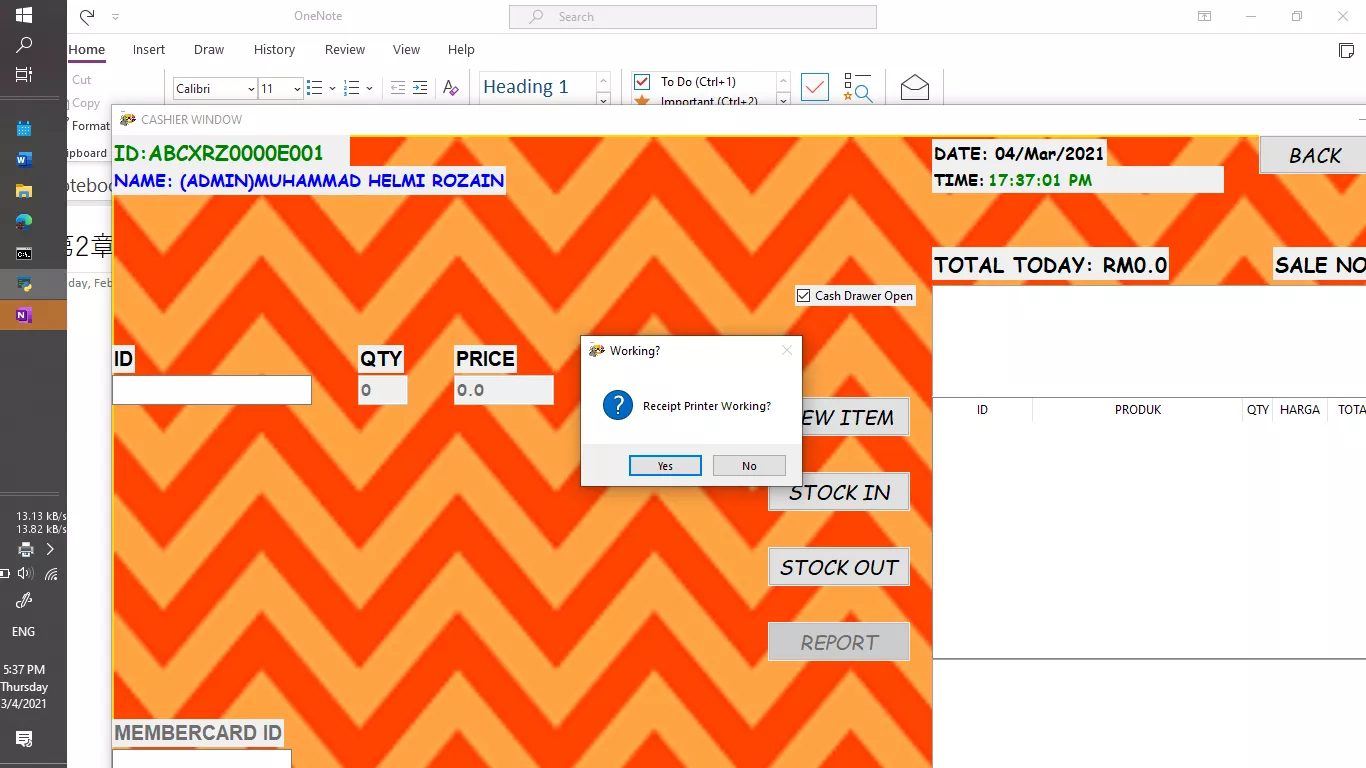 OneNote
Search
Home Insert Draw History Review View Help
Cut
Copy
Format
Calibri 11
Heading 1
To Do (Ctrl+1)
Important (Ctrl+2)
CASHIER WINDOW
ID:ABCXRZ0000E001
NAME: (ADMIN)MUHAMMAD HELMI ROZAIN
DATE: 04/Mar/2021
TIME: 17:37:01 PM
BACK
第2章
day, Feb
TOTAL TODAY: RM0.0
SALE NO
Cash Drawer Open
ID QTY PRICE
0 0.0
Working?
Receipt Printer Working?
Yes No
EW ITEM
STOCK IN
STOCK OUT
REPORT
ID PRODUK QTY HARGA TOTA
MEMBERCARD ID
13.13 kB/s
13.82 kB/s
ENG
5:37 PM
Thursday
3/4/2021